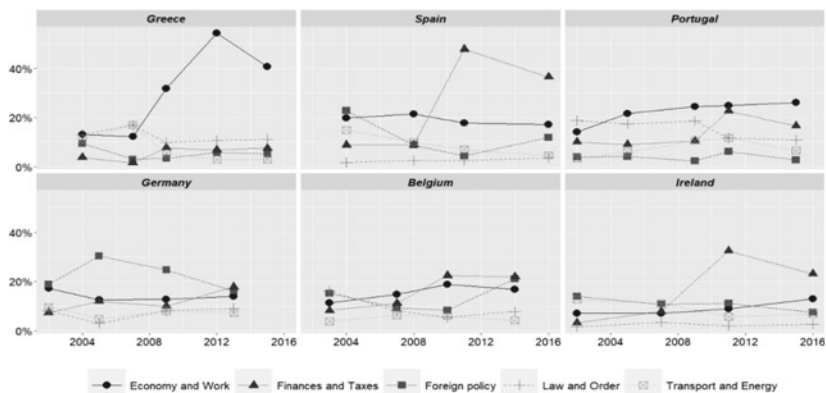 Greece Spain Portugal
40%
20%
0%
Germany Belgium Ireland
40%
20%
0%
2004 2008 2012 2016 2004 2008 2012 2016 2004 2008 2012 2016
Economy and Work Finances and Taxes Foreign policy Law and Order Transport and Energy